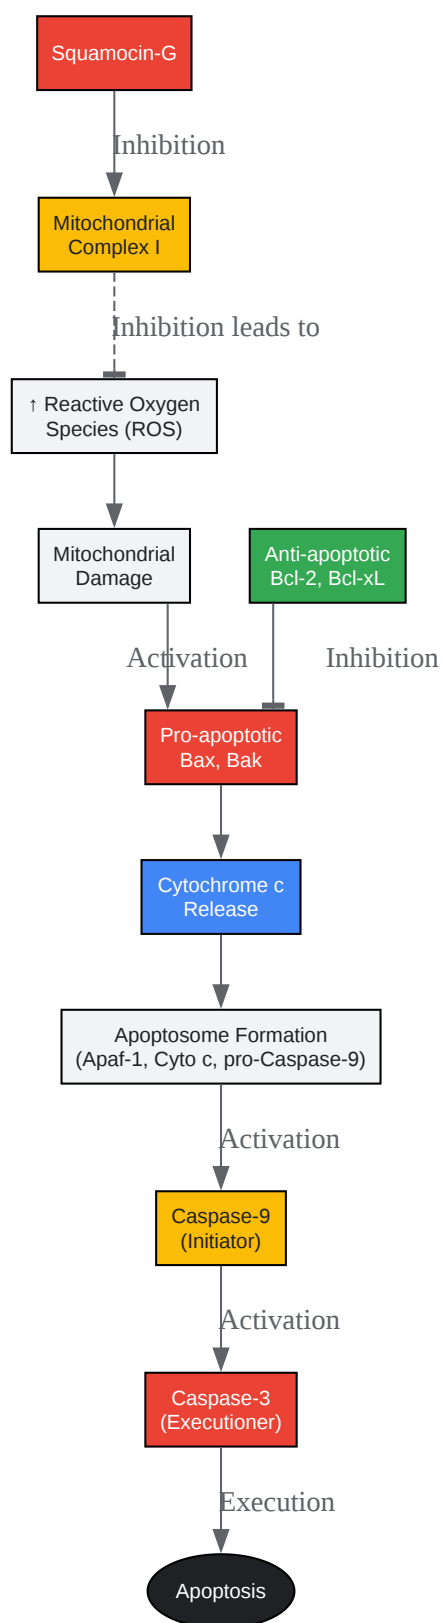 Squamocin-G
Inhibition
Mitochondrial
Complex I
Inhibition leads to
↑ Reactive Oxygen
Species (ROS)
Mitochondrial
Damage
Anti-apoptotic
Bcl-2, Bcl-xL
Activation
Inhibition
Pro-apoptotic
Bax, Bak
Cytochrome c
Release
Apoptosome Formation
(Apaf-1, Cyto c, pro-Caspase-9)
Activation
Caspase-9
(Initiator)
Activation
Caspase-3
(Executioner)
Execution
Apoptosis